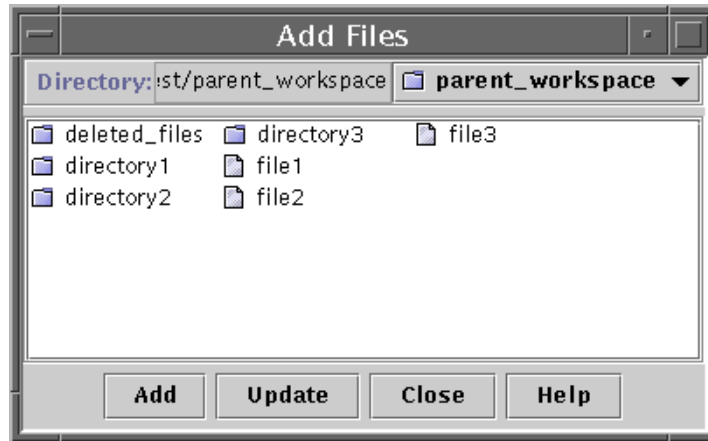 Add Files
Directory: st/parent_workspace parent_workspace
deleted_files directory3 file3
directory1 file1
directory2 file2
Add Update Close Help